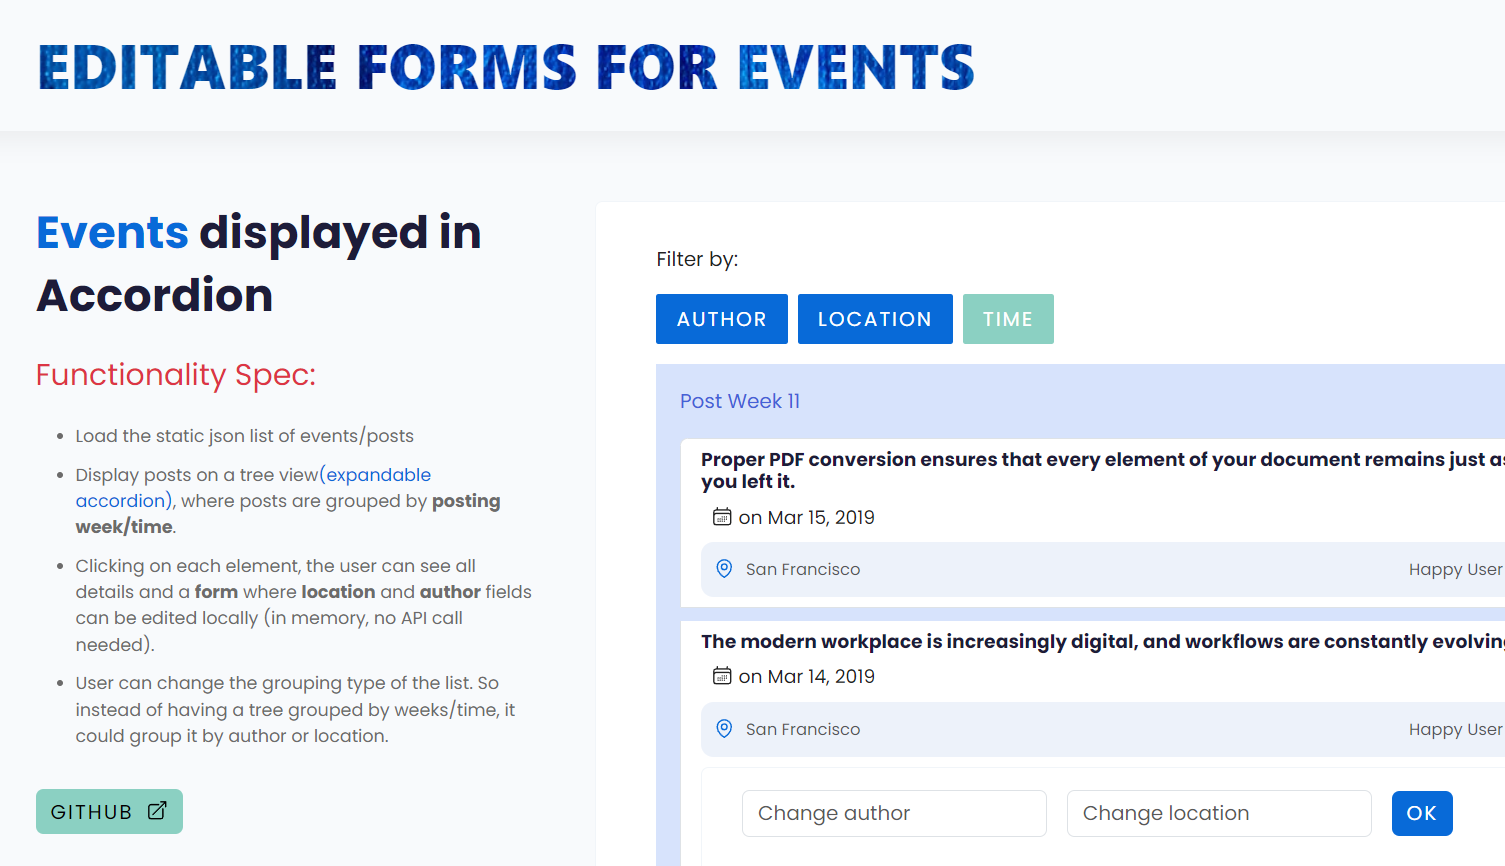 EDITABLE FORMS FOR EVENTS
Events displayed in
Accordion
Functionality Spec:
Load the static json list of events/posts
Display posts on a tree view(expandable
accordion), where posts are grouped by posting
week/time.
Clicking on each element, the user can see all
details and a form where location and author fields
can be edited locally (in memory, no API call
needed).
User can change the grouping type of the list. So
instead of having a tree grouped by weeks/time, it
could group it by author or location.
GITHUB
Filter by:
AUTHOR LOCATION TIME
Post Week 11
Proper PDF conversion ensures that every element of your document remains just as
you left it.
on Mar 15, 2019
San Francisco Happy User
The modern workplace is increasingly digital, and workflows are constantly evolving
on Mar 14, 2019
San Francisco Happy User
Change author Change location OK